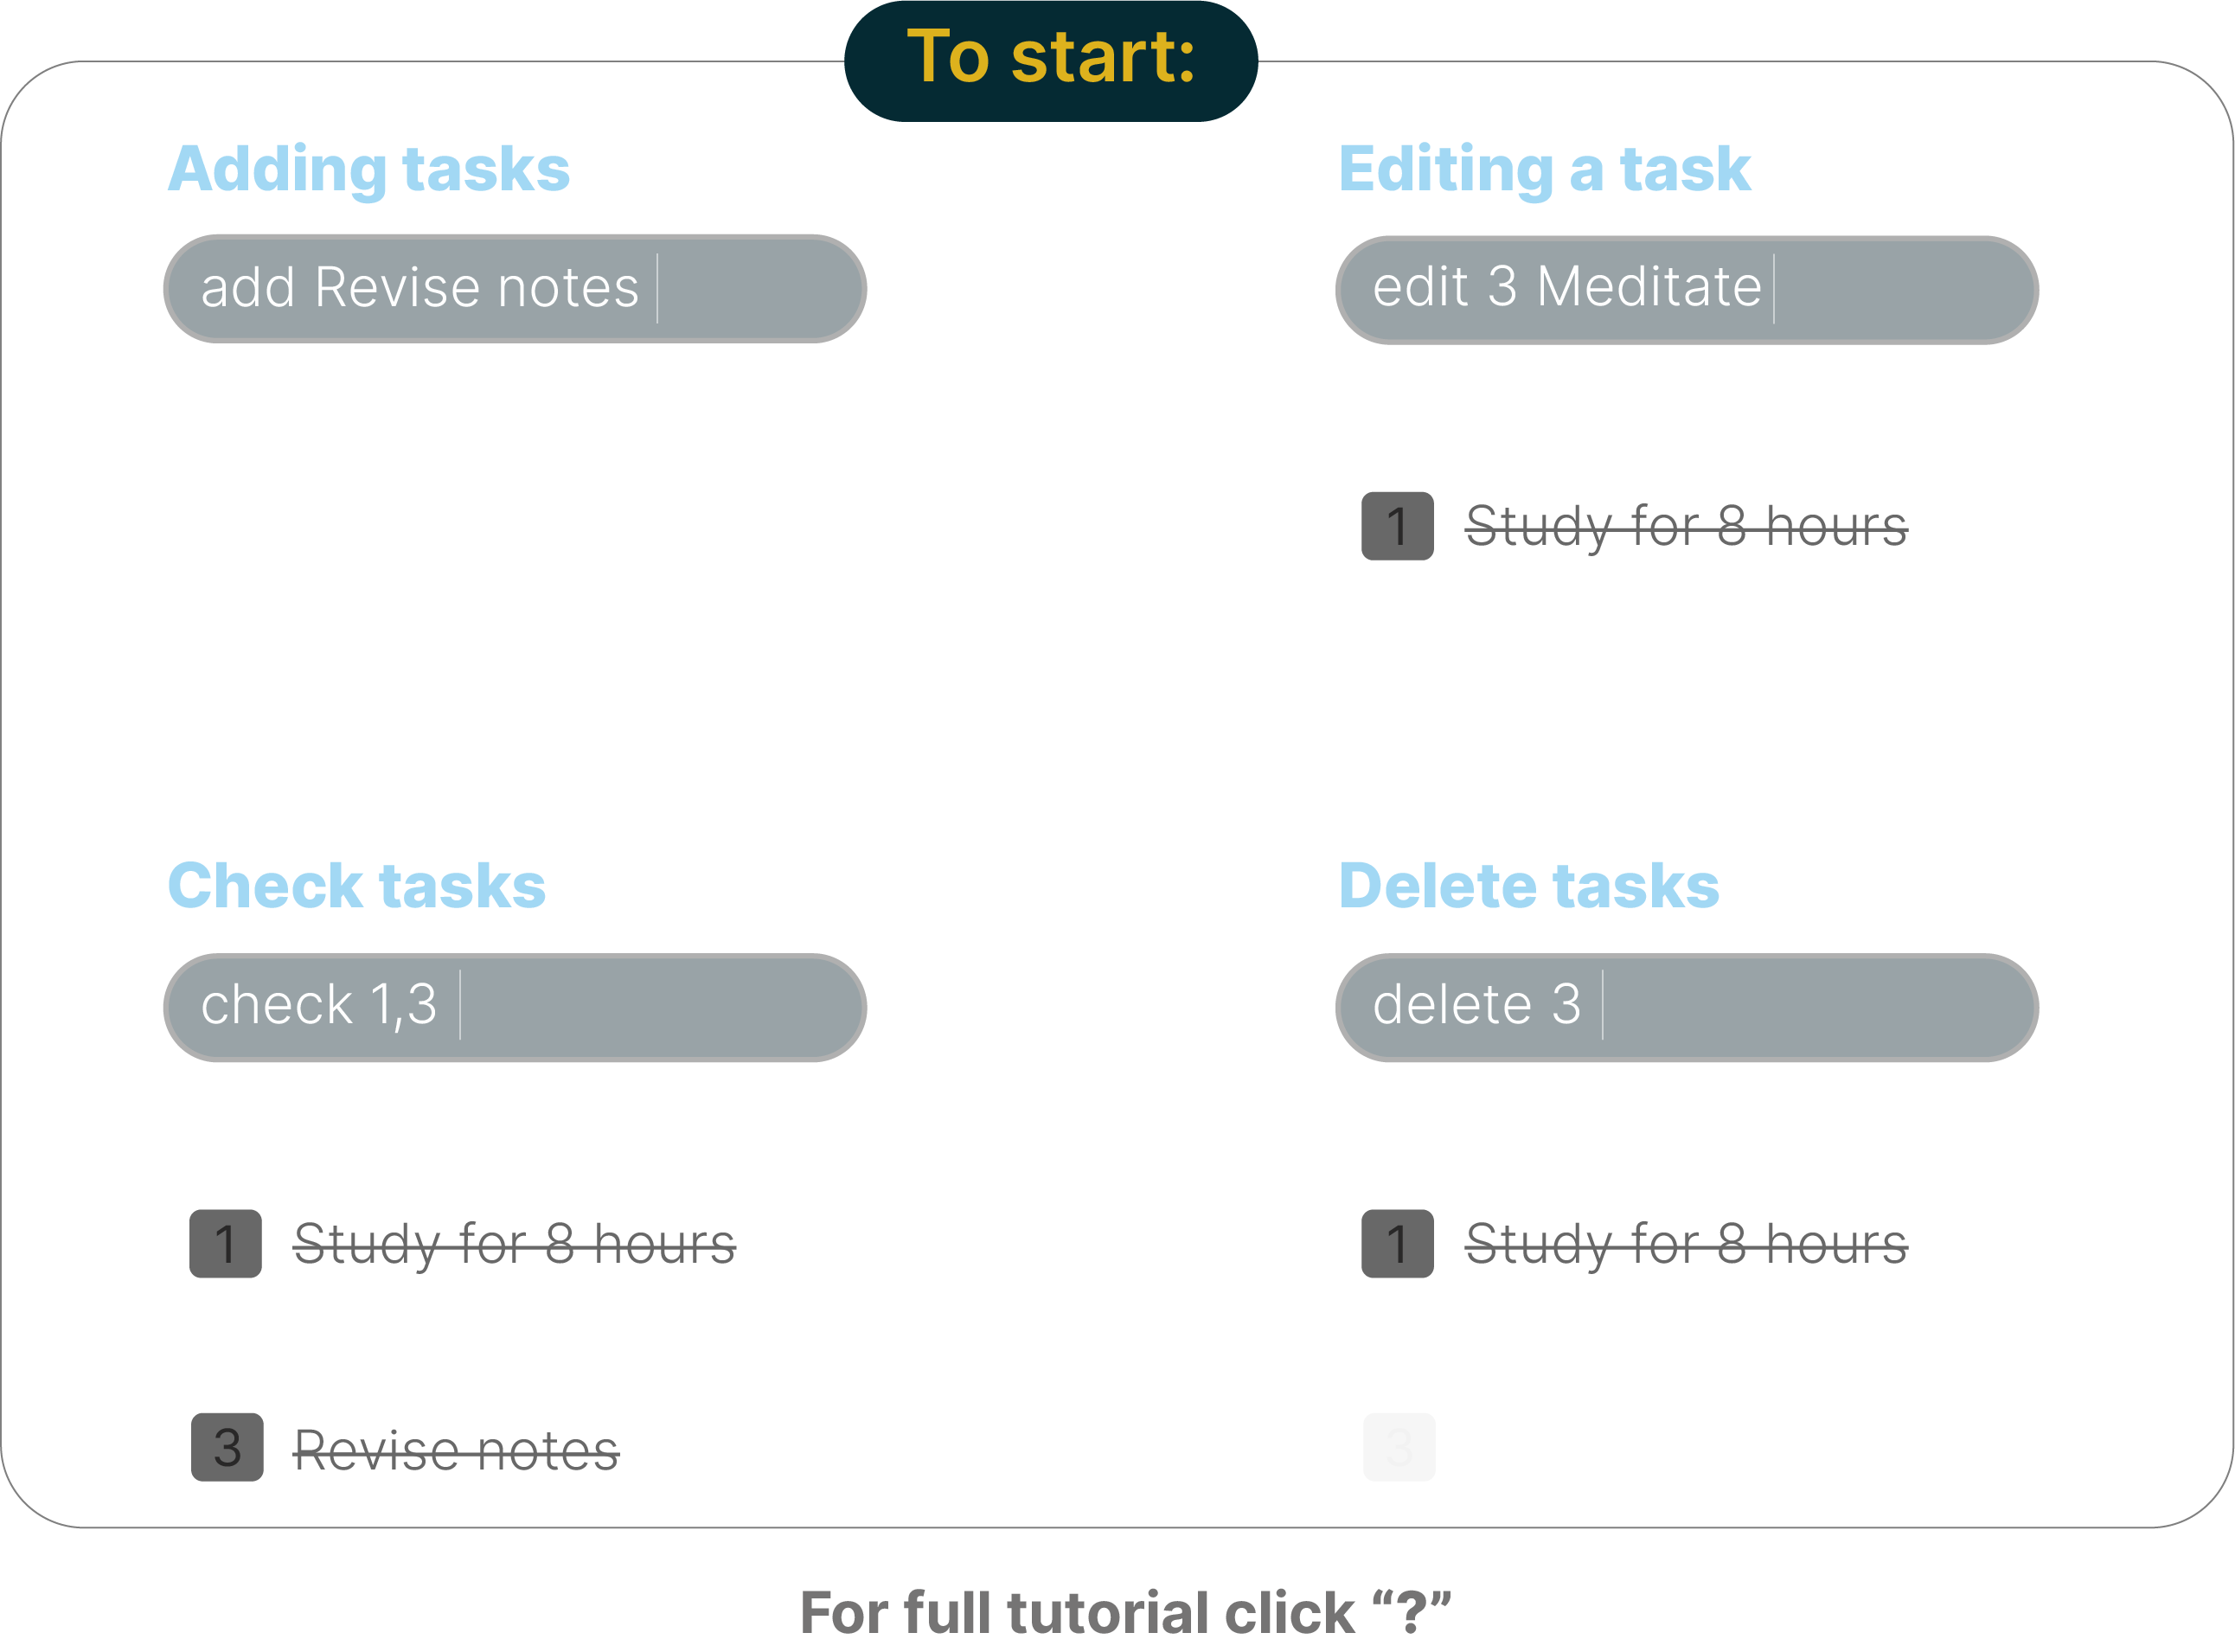 To start:
Adding tasks
add Revise notes
Editing a task
edit 3 Meditate
1 Study for 8 hours
Check tasks
check 1,3
1 Study for 8 hours
3 Revise notes
Delete tasks
delete 3
1 Study for 8 hours
3
For full tutorial click “?”